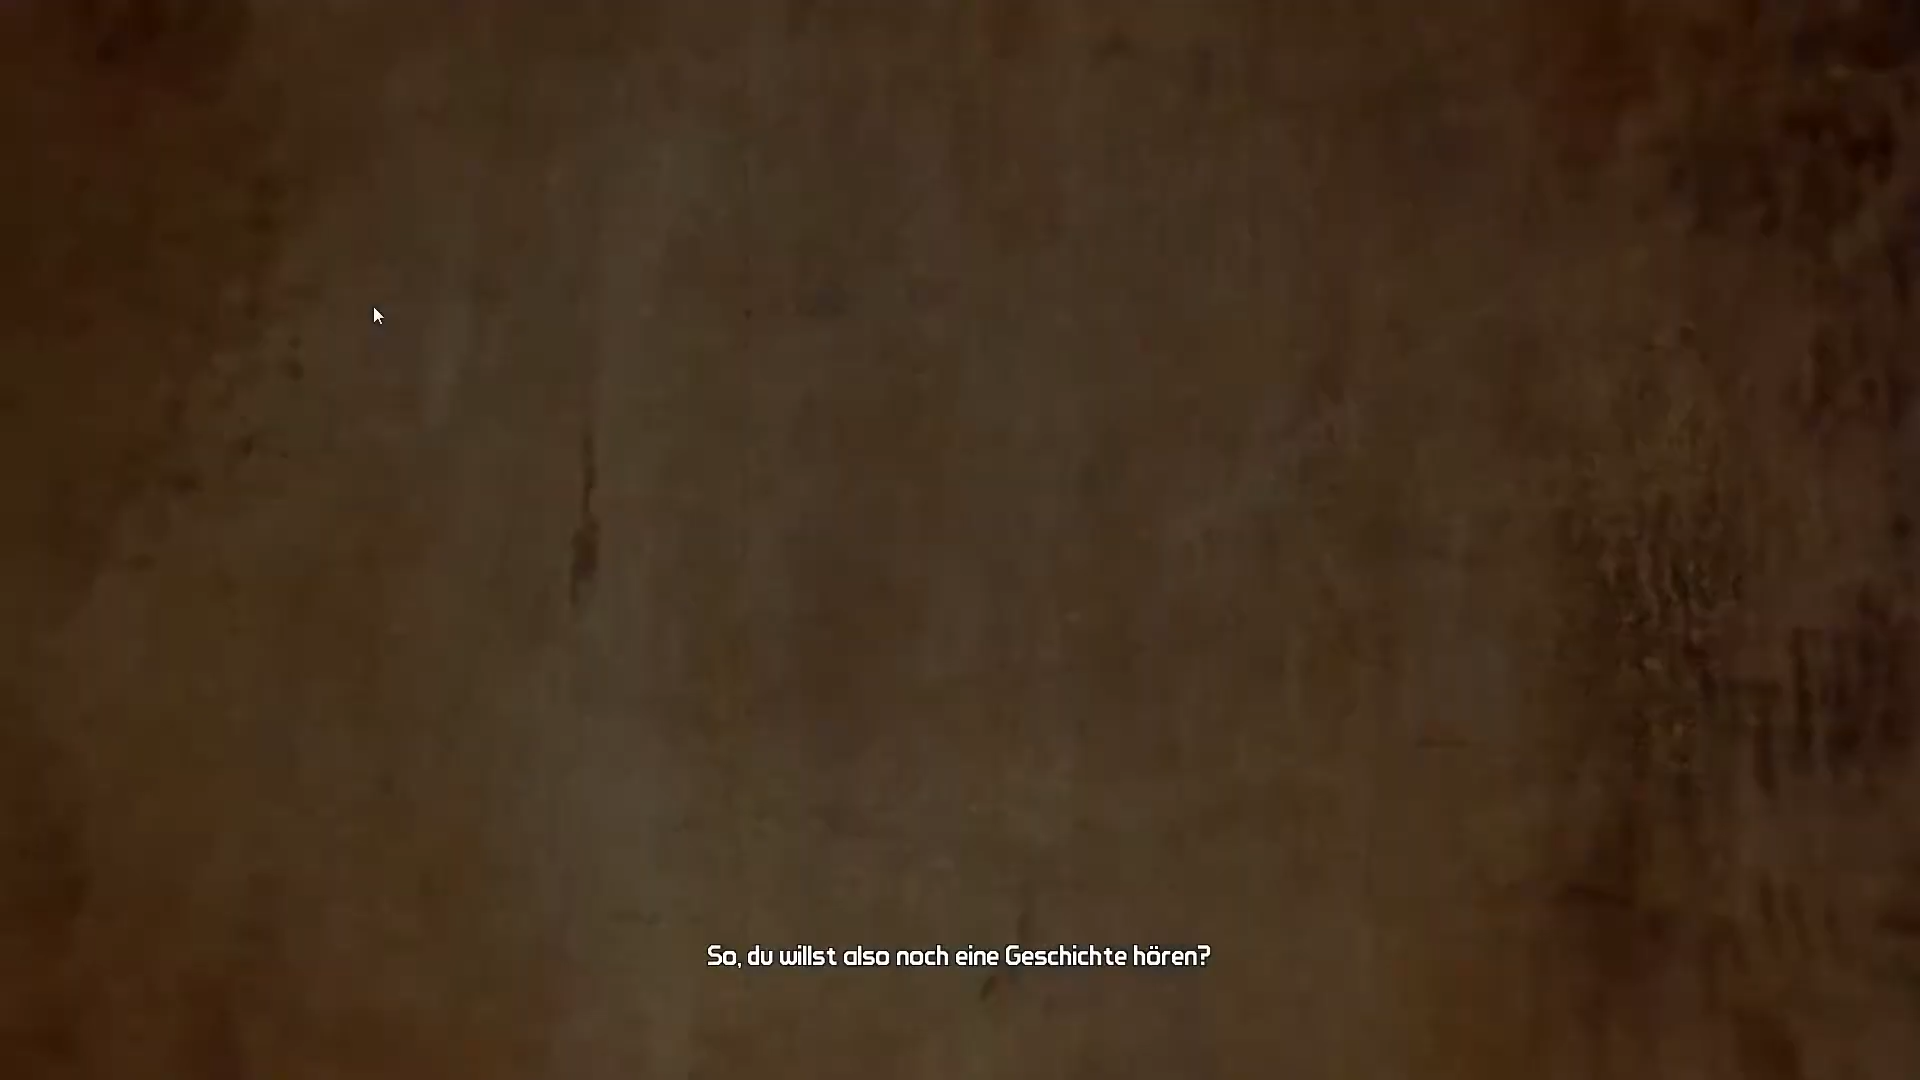 So, du willst also noch eine Geschichte hören?